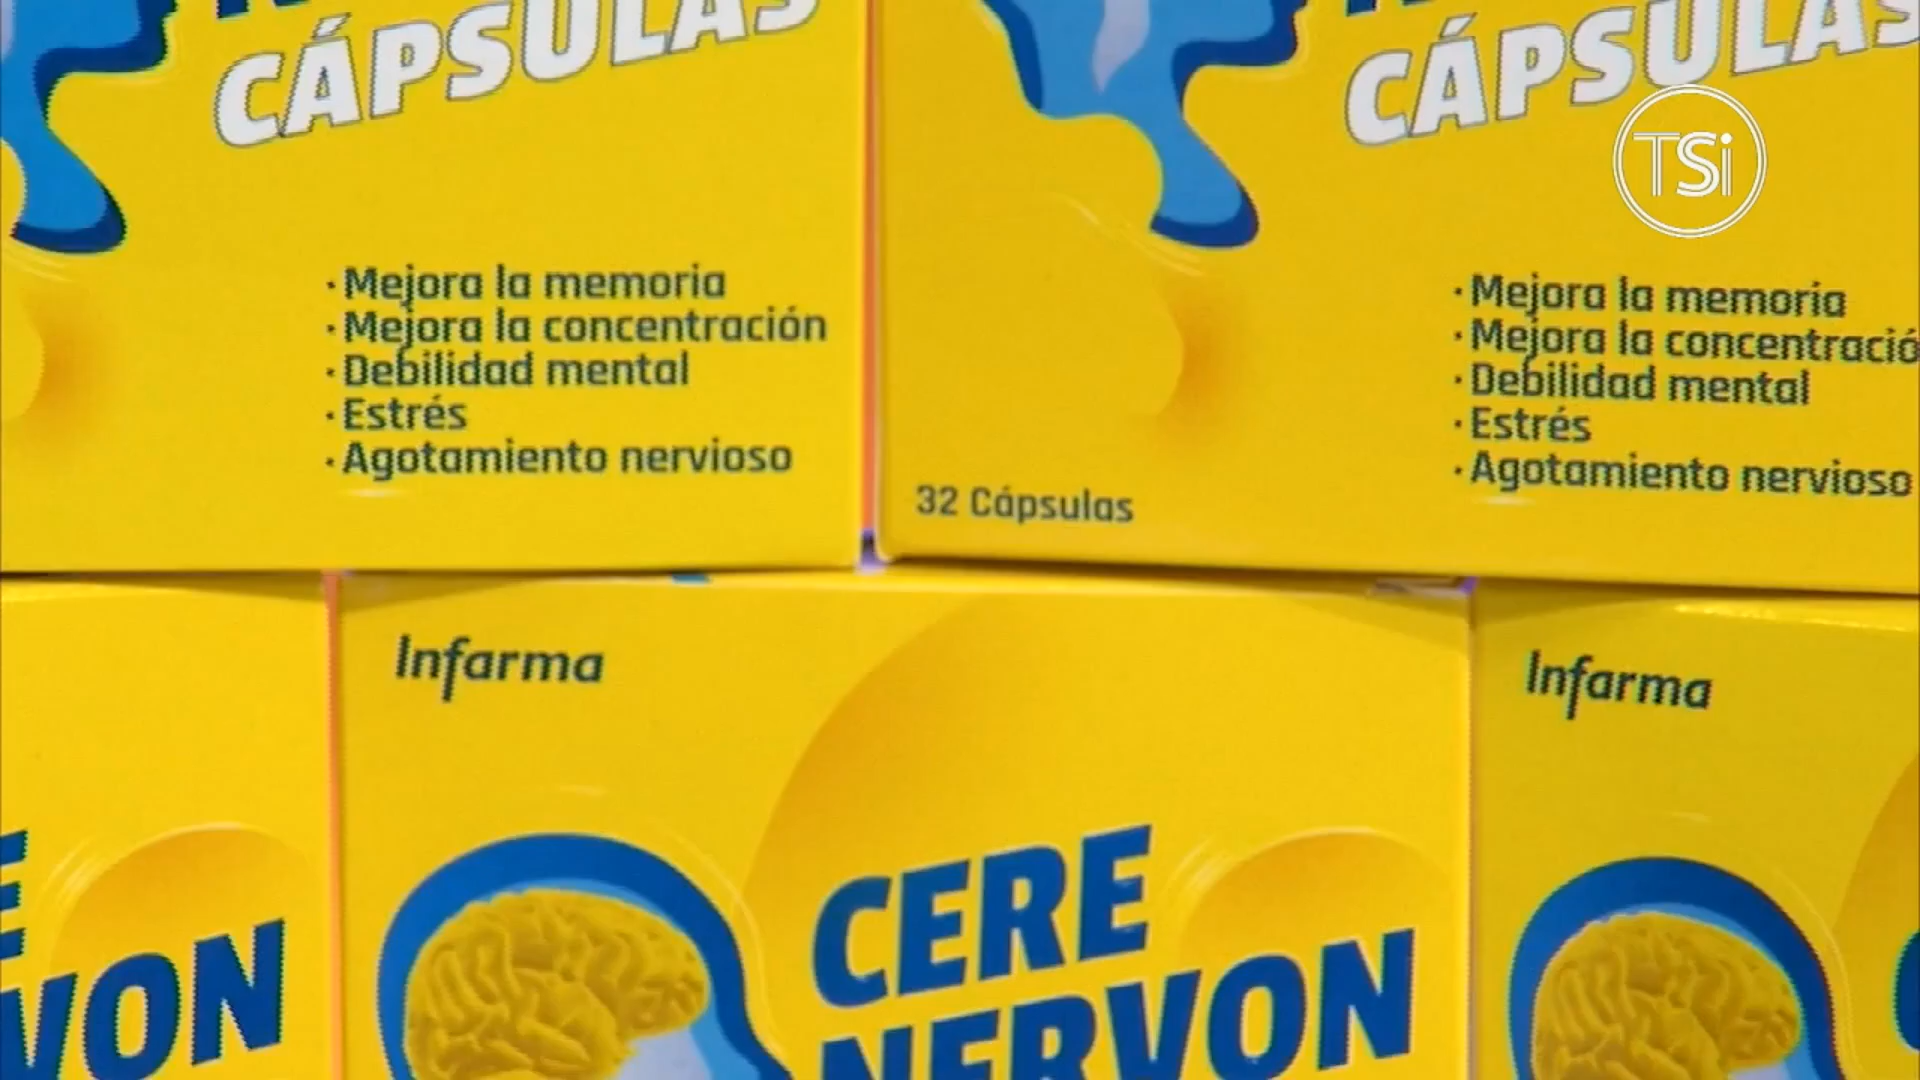 CÁPSULAS
· Mejora la memoria
· Mejora la concentración
· Debilidad mental
· Estrés
· Agotamiento nervioso
CÁPSULAS
TSi
· Mejora la memoria
· Mejora la concentració
· Debilidad mental
· Estrés
· Agotamiento nervioso
32 Cápsulas
VON
Infarma
CERE
NERVON
Infarma